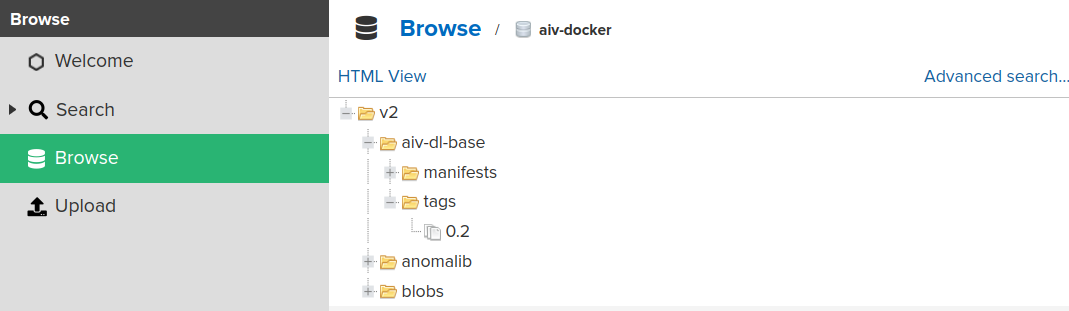 Browse
Welcome
Search
Browse
Upload
Browse / aiv-docker
HTML View Advanced search...
v2
aiv-dl-base
manifests
tags
0.2
anomalib
blobs